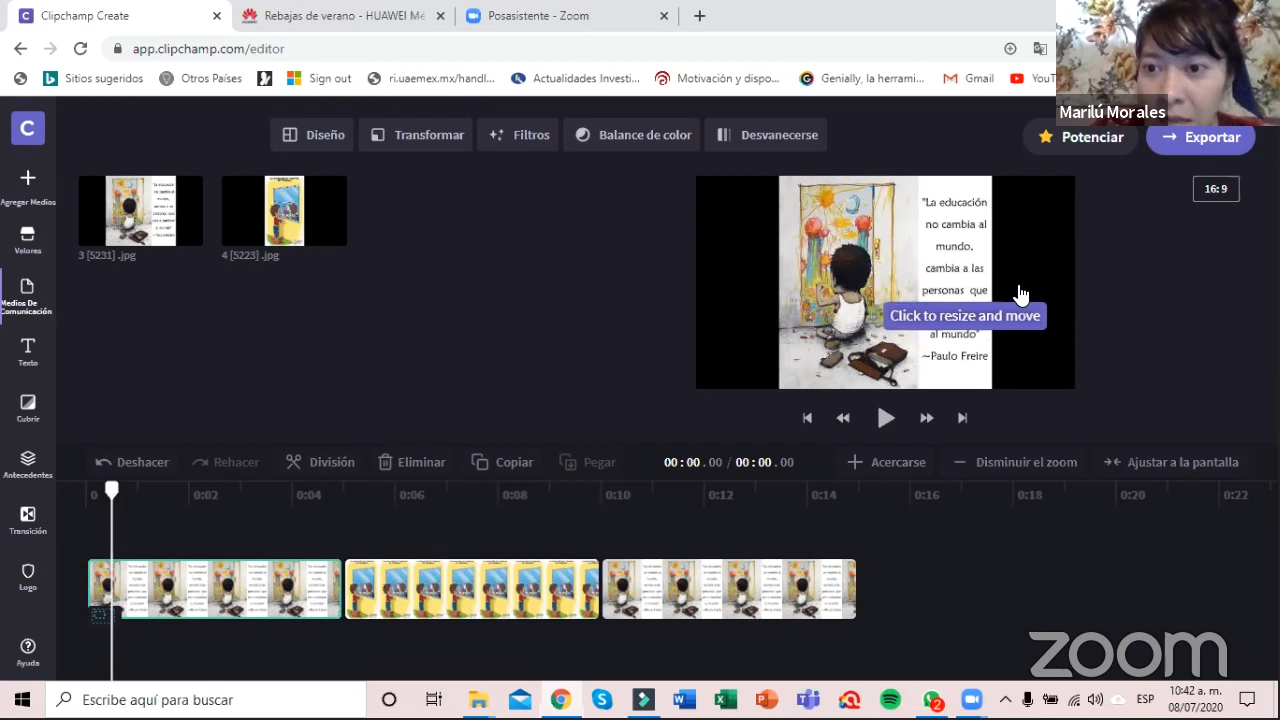 Clipchamp Create
Rebajas de verano - HUAWEI Mé
Posasistente - Zoom
app.clipchamp.com/editor
Sitios sugeridos
Otros Países
Sign out
ri.uaemex.mx/handl...
Actualidades Investi...
Motivación y dispo...
Genially, la herrami...
Gmail
YouT
Marilú Morales
C
Diseño
Transformar
Filtros
Balance de color
Desvanecerse
Potenciar
Exportar
Agregar Medios
Valores
Medios De Comunicación
Texto
Cubrir
Antecedentes
Transición
Logo
Ayuda
3 [5231] .jpg
4 [5223] .jpg
16:9
"La educación
no cambia al
mundo,
cambia a las
personas que
Click to resize and move
al mundo"
~Paulo Freire
Deshacer
Rehacer
División
Eliminar
Copiar
Pegar
00:00.00 / 00:00.00
Acercarse
Disminuir el zoom
Ajustar a la pantalla
0 0:02 0:04 0:06 0:08 0:10 0:12 0:14 0:16 0:18 0:20 0:22
zoom
Escribe aquí para buscar
2
ESP
10:42 a. m.
08/07/2020